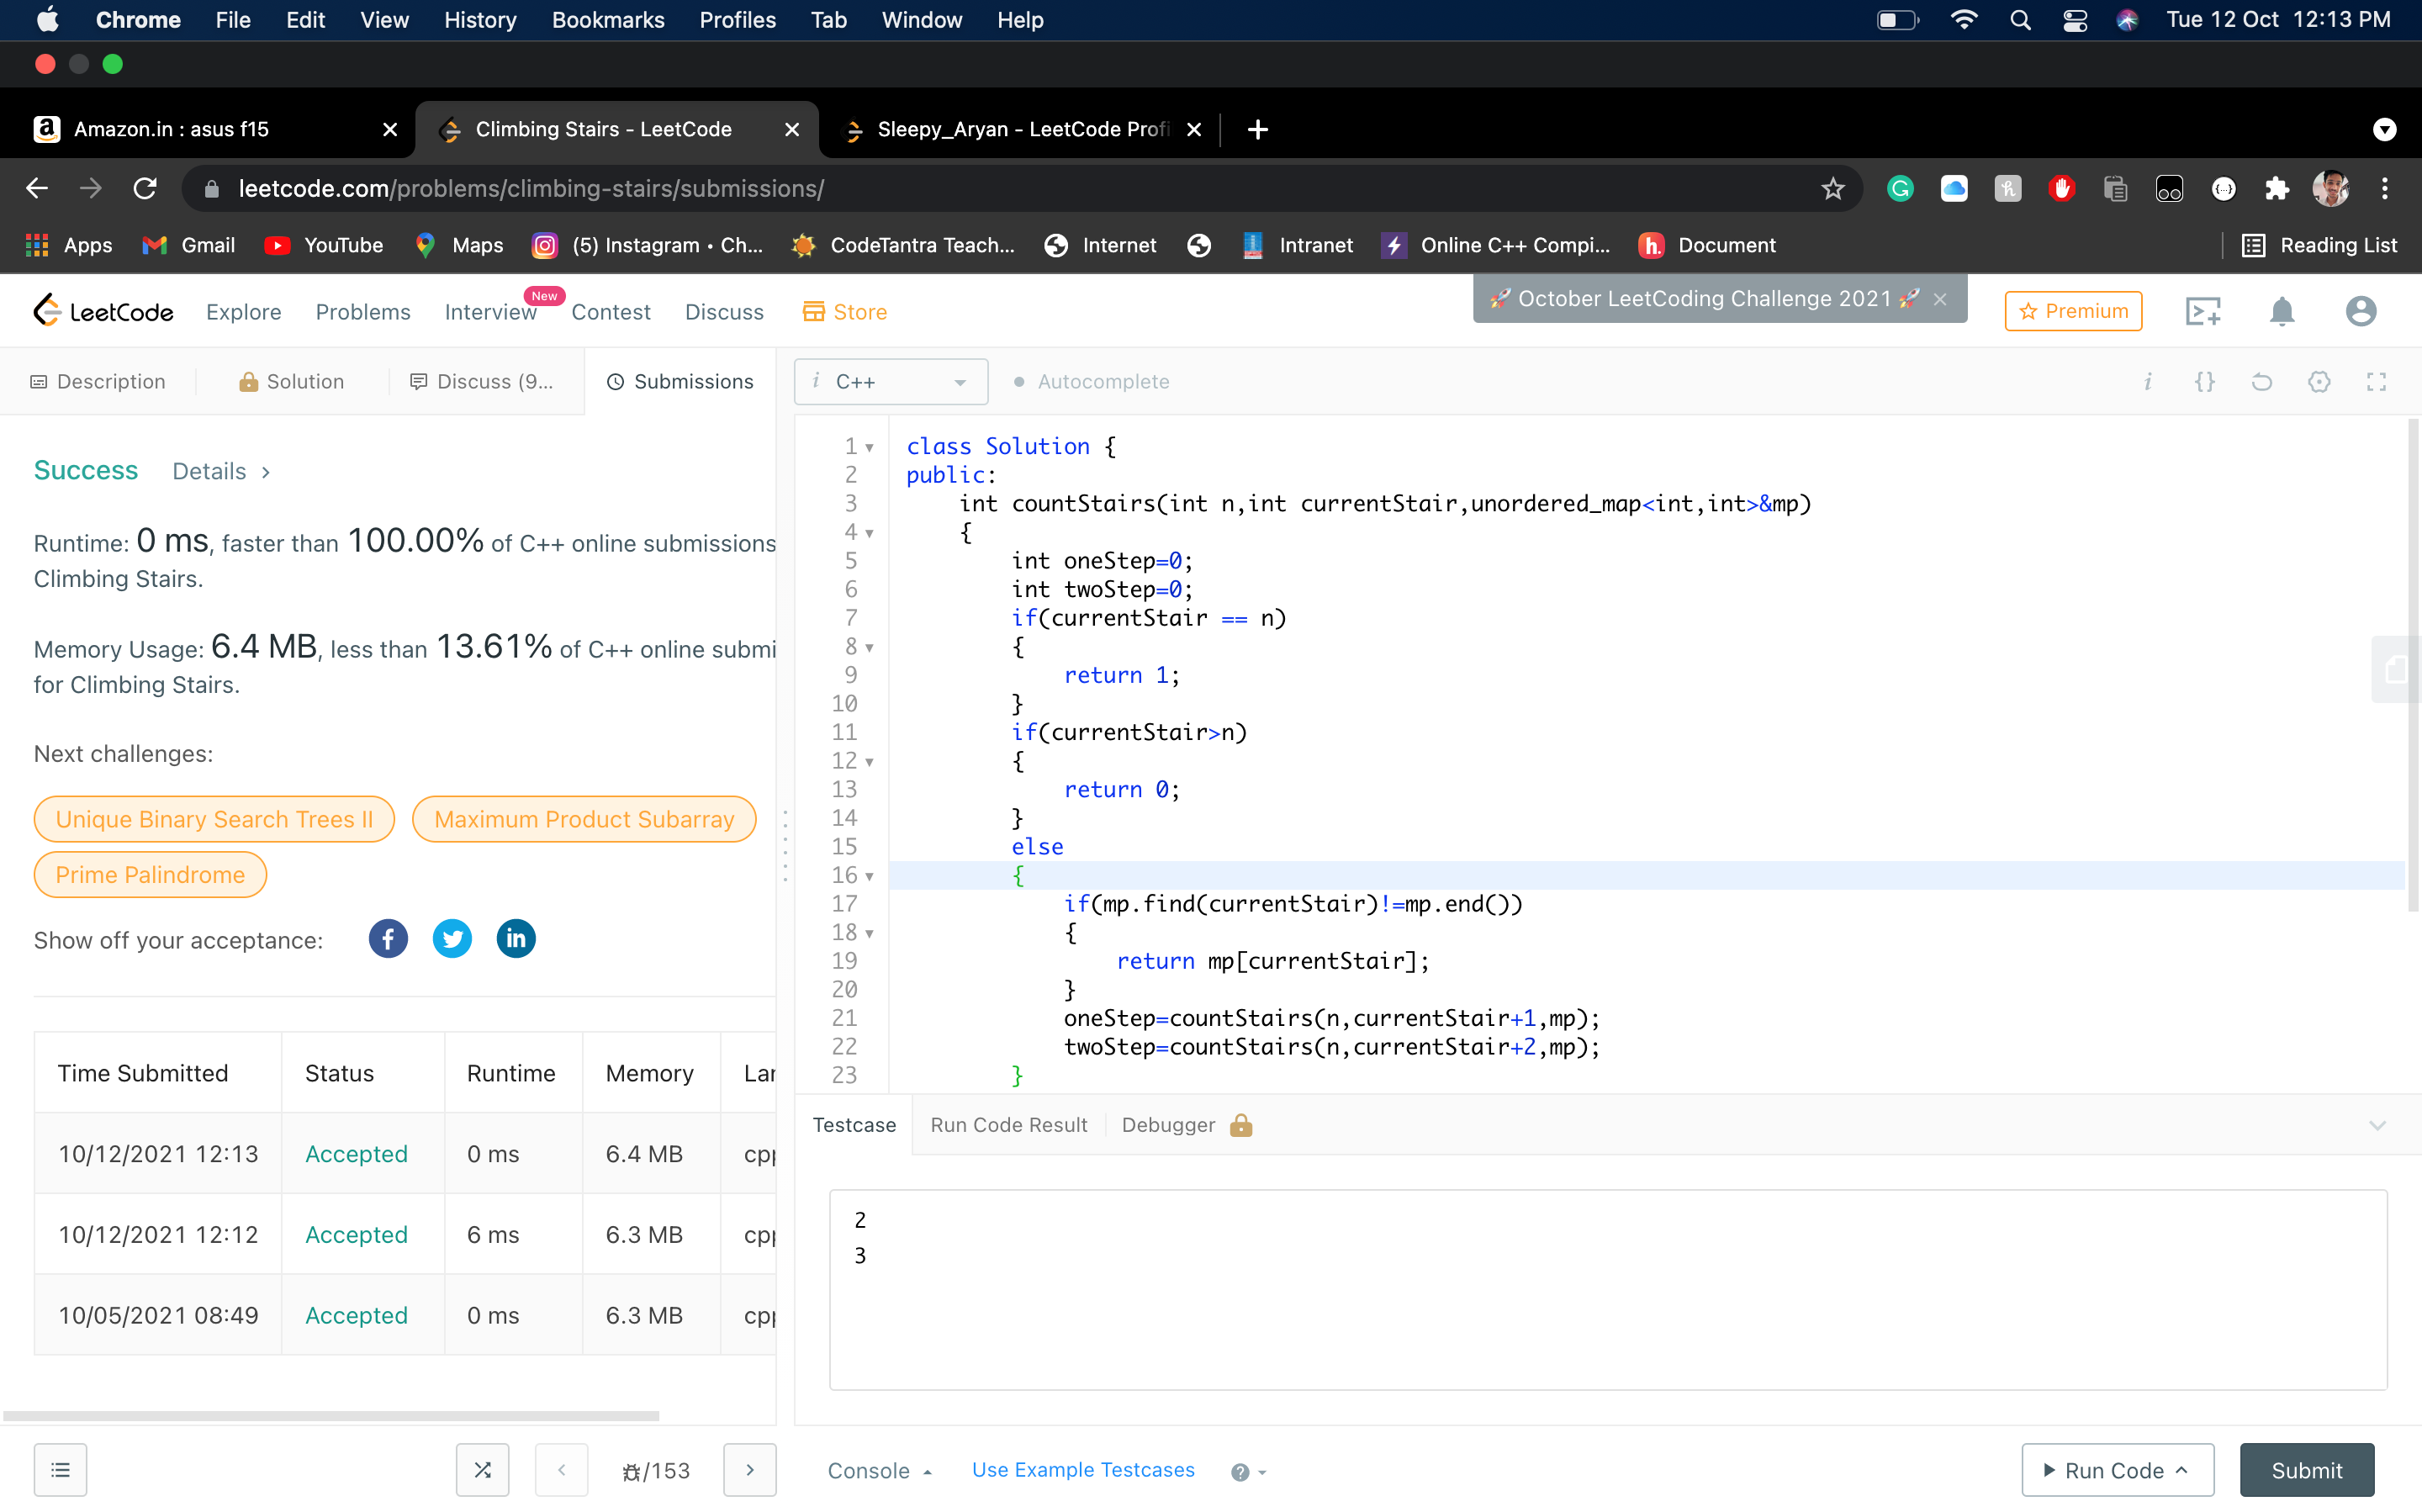 Chrome File Edit View History Bookmarks Profiles Tab Window Help Tue 12 Oct 12:13 PM
Amazon.in : asus f15 Climbing Stairs - LeetCode Sleepy_Aryan - LeetCode Profi
leetcode.com/problems/climbing-stairs/submissions/
Apps Gmail YouTube Maps (5) Instagram • Ch... CodeTantra Teach... Internet Intranet Online C++ Compi... Document Reading List
LeetCode Explore Problems Interview New Contest Discuss Store 🚀 October LeetCoding Challenge 2021 🚀 Premium
Description Solution Discuss (9... Submissions
i C++ Autocomplete
Success Details >
Runtime: 0 ms, faster than 100.00% of C++ online submissions
Climbing Stairs.
Memory Usage: 6.4 MB, less than 13.61% of C++ online submi
for Climbing Stairs.
Next challenges:
Unique Binary Search Trees II Maximum Product Subarray
Prime Palindrome
Show off your acceptance:
Time Submitted Status Runtime Memory Lar
10/12/2021 12:13 Accepted 0 ms 6.4 MB cpp
10/12/2021 12:12 Accepted 6 ms 6.3 MB cpp
10/05/2021 08:49 Accepted 0 ms 6.3 MB cpp
/153
1 class Solution {
2 public:
3 int countStairs(int n,int currentStair,unordered_map<int,int>&mp)
4 {
5 int oneStep=0;
6 int twoStep=0;
7 if(currentStair == n)
8 {
9 return 1;
10 }
11 if(currentStair>n)
12 {
13 return 0;
14 }
15 else
16 {
17 if(mp.find(currentStair)!=mp.end())
18 {
19 return mp[currentStair];
20 }
21 oneStep=countStairs(n,currentStair+1,mp);
22 twoStep=countStairs(n,currentStair+2,mp);
23 }
Testcase Run Code Result Debugger
2
3
Console Use Example Testcases Run Code Submit